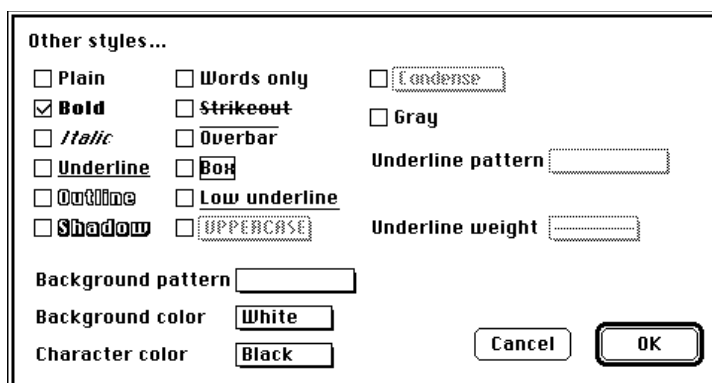 Other styles...
Plain
Words only
Condense
Bold
Strikeout
Gray
Italic
Overbar
Underline
Box
Underline pattern
Outline
Low underline
Shadow
UPPERCASE
Underline weight
Background pattern
Background color White
Character color Black
Cancel
OK